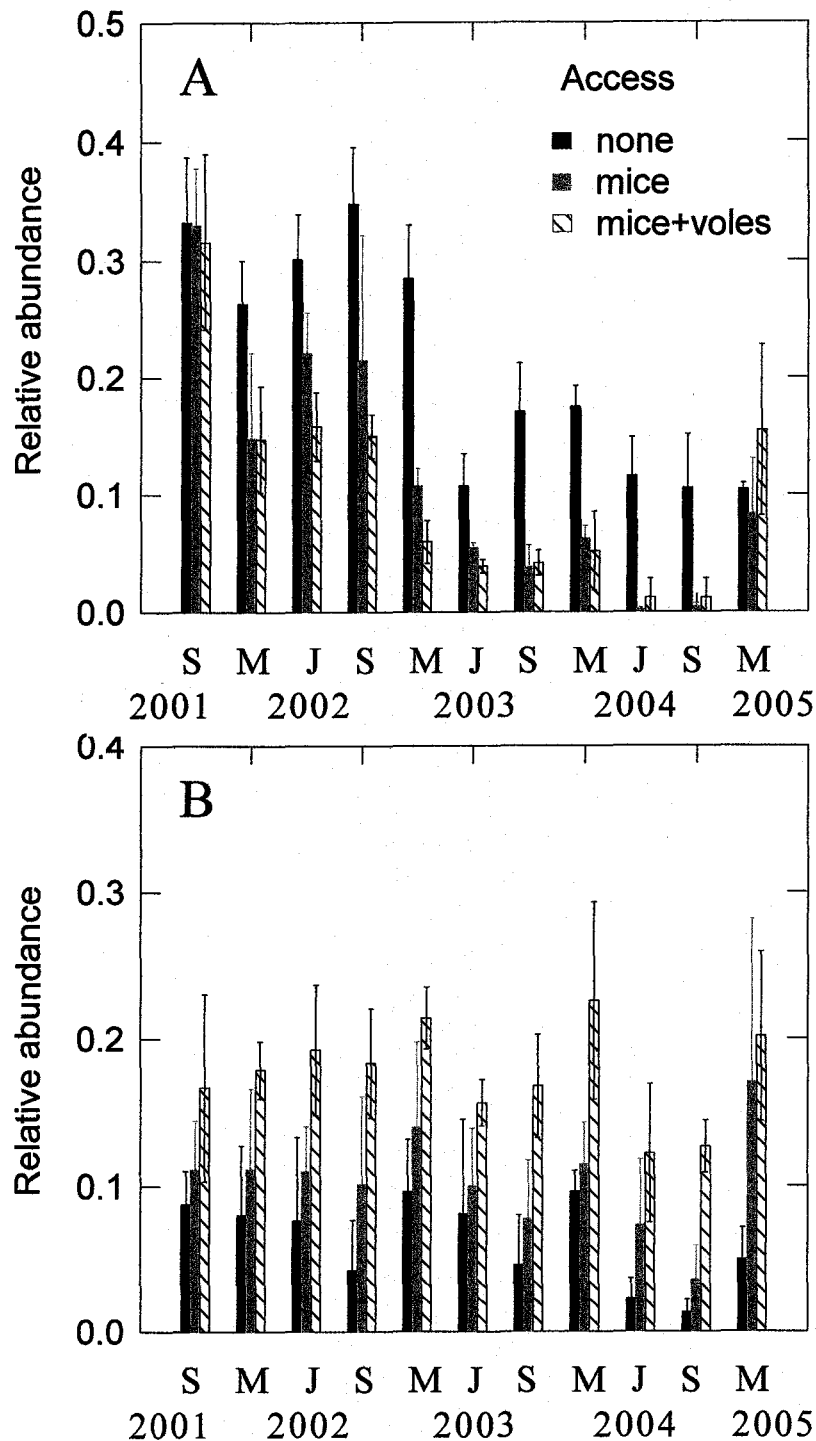 0.5
A
Access
none
mice
mice+voles
0.4
0.3
0.2
0.1
0.0
Relative abundance
S M J S M J S M J S M
2001 2002 2003 2004 2005
0.4
B
0.3
0.2
0.1
0.0
Relative abundance
S M J S M J S M J S M
2001 2002 2003 2004 2005